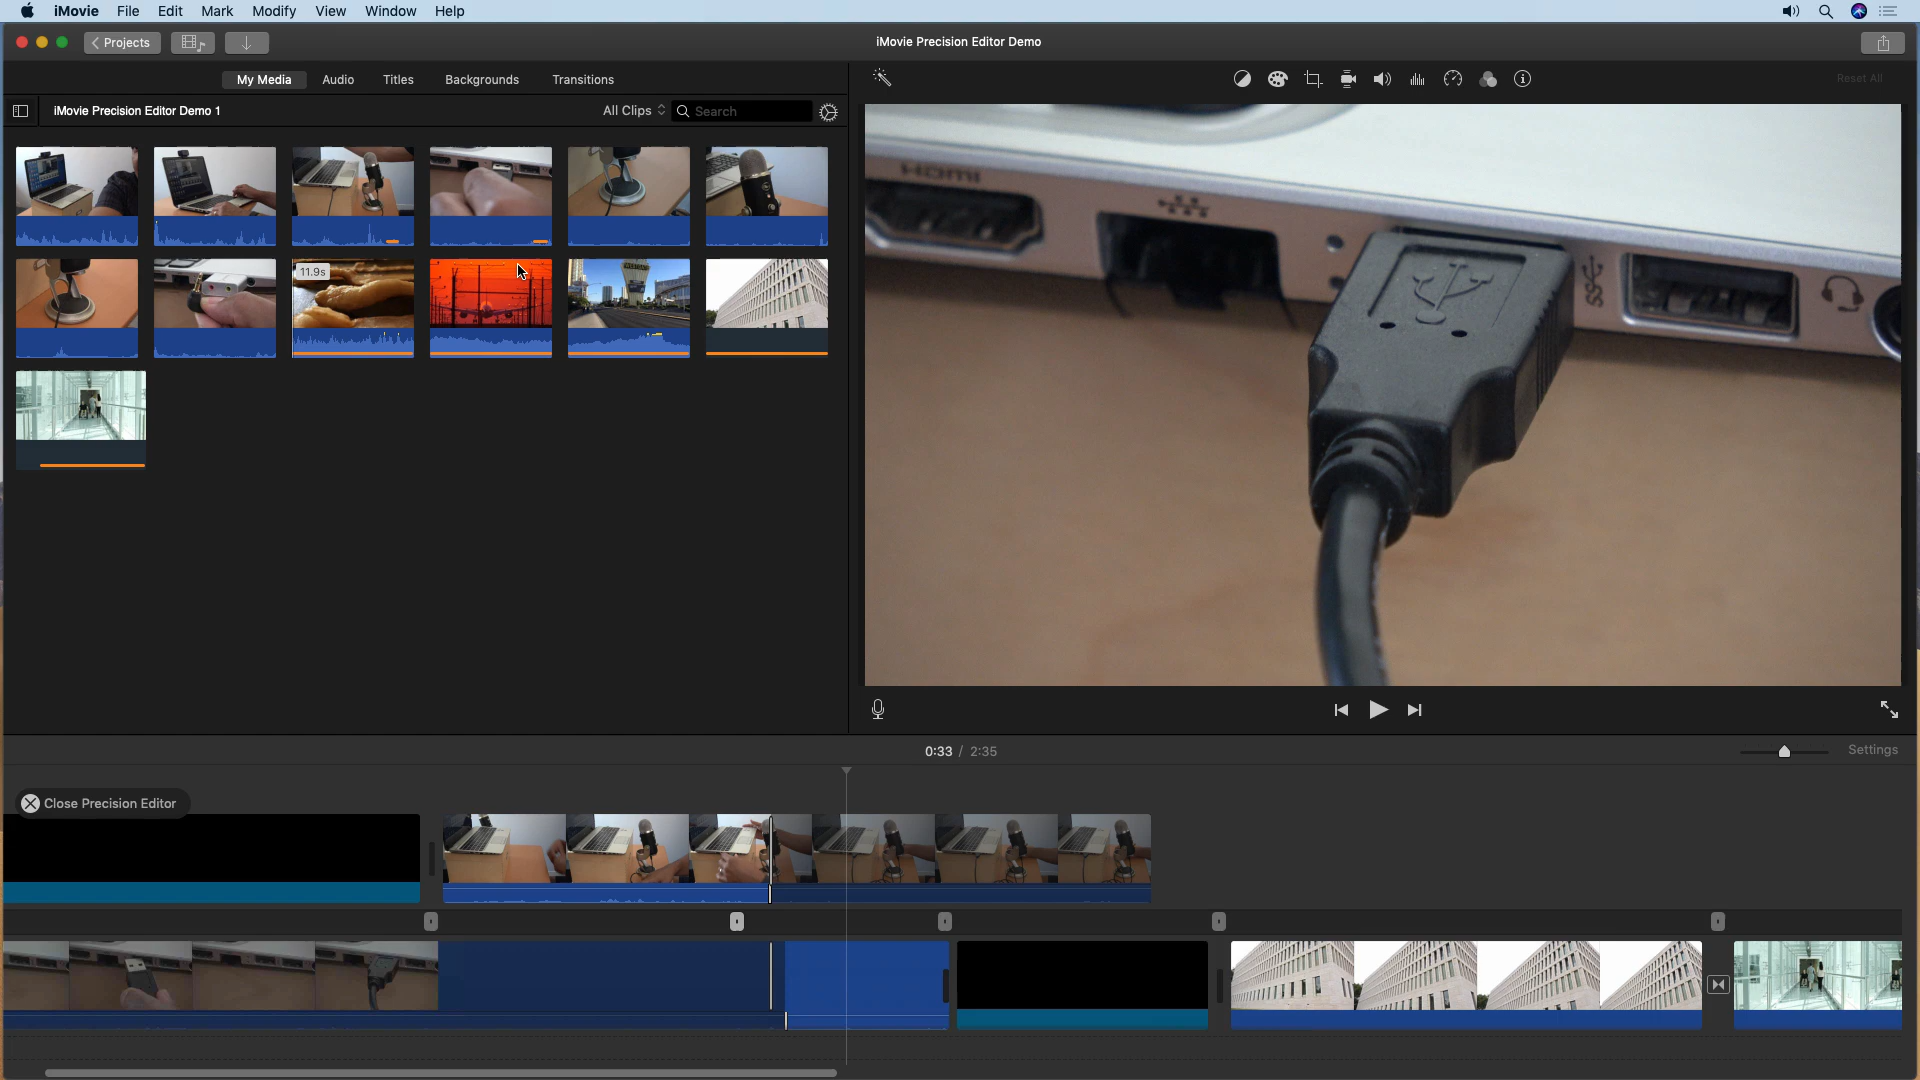 iMovie File Edit Mark Modify View Window Help
Projects
iMovie Precision Editor Demo
My Media Audio Titles Backgrounds Transitions
Reset All
iMovie Precision Editor Demo 1
All Clips
Search
HDMI
11.9s
0:33 / 2:35
Settings
Close Precision Editor